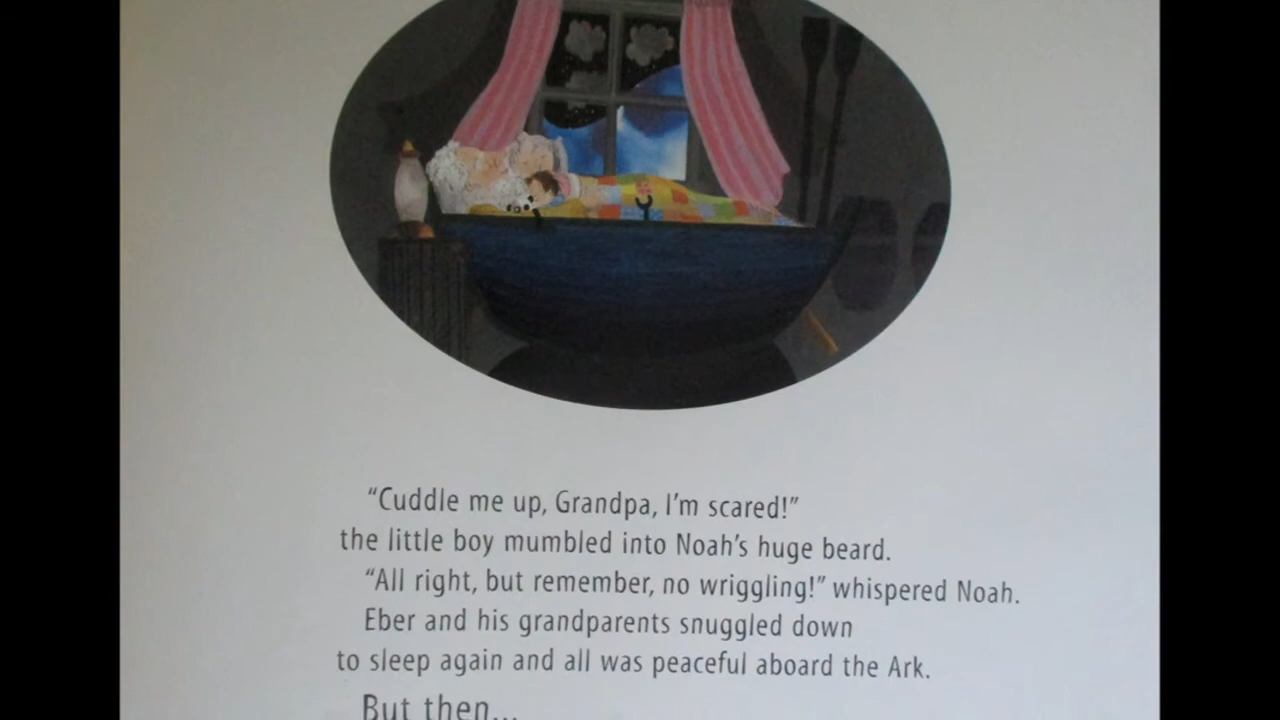 “Cuddle me up, Grandpa, I’m scared!”
the little boy mumbled into Noah’s huge beard.
“All right, but remember, no wriggling!” whispered Noah.
Eber and his grandparents snuggled down
to sleep again and all was peaceful aboard the Ark.
But then...